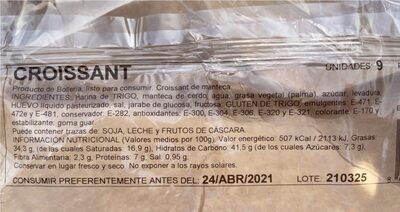 CROISSANT
UNIDADES 9
Producto de Bollería, listo para consumir. Croissant de manteca.
INGREDIENTES: Harina de TRIGO, manteca de cerdo, agua, grasa vegetal (palma), azúcar, levadura,
HUEVO líquido pasteurizado, sal, jarabe de glucosa, fructosa, GLUTEN DE TRIGO, emulgentes: E-471, E-
472e y E-481, conservador: E-282, antioxidantes: E-300, E-304, E-306, E-320 y E-321, colorante: E-170 y
estabilizante: goma guar.
Puede contener trazas de: SOJA, LECHE y FRUTOS DE CÁSCARA.
INFORMACIÓN NUTRICIONAL (Valores medios por 100g). Valor energético: 507 kCal / 2113 kJ, Grasas:
34,3 g (de los cuales Saturadas: 16,9 g), Hidratos de Carbono: 41,5 g (de los cuales Azúcares: 7,3 g).
Fibra Alimentaria: 2,3 g, Proteínas: 7 g, Sal: 0,95 g.
Conservar en lugar fresco y seco. No exponer a los rayos solares.
CONSUMIR PREFERENTEMENTE ANTES DEL: 24/ABR/2021 LOTE: 210325